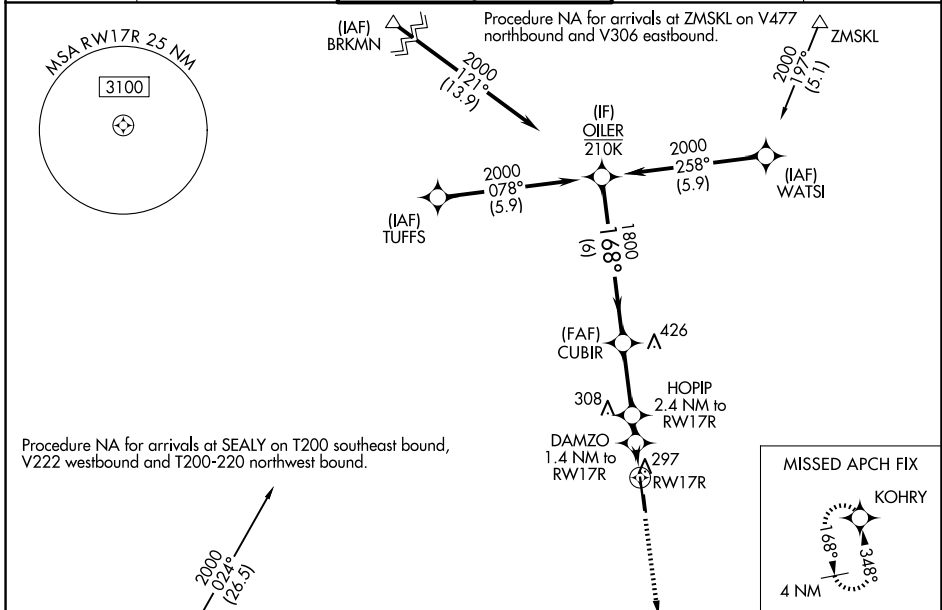 MSA RW17R 25 NM
3100
(IAF)
BRKMN
2000
121°
(13.9)
Procedure NA for arrivals at ZMSKL on V477
northbound and V306 eastbound.
ZMSKL
2000
197°
(5.1)
(IF)
OILER
210K
2000
078°
(5.9)
(IAF)
TUFFS
2000
258°
(5.9)
(IAF)
WATSI
1800
168°
(6)
(FAF)
CUBIR
426
308
HOPIP
2.4 NM to
RW17R
DAMZO
1.4 NM to
RW17R
297
RW17R
Procedure NA for arrivals at SEALY on T200 southeast bound,
V222 westbound and T200-220 northwest bound.
2000
024°
(26.5)
MISSED APCH FIX
KOHRY
168°
348°
4 NM